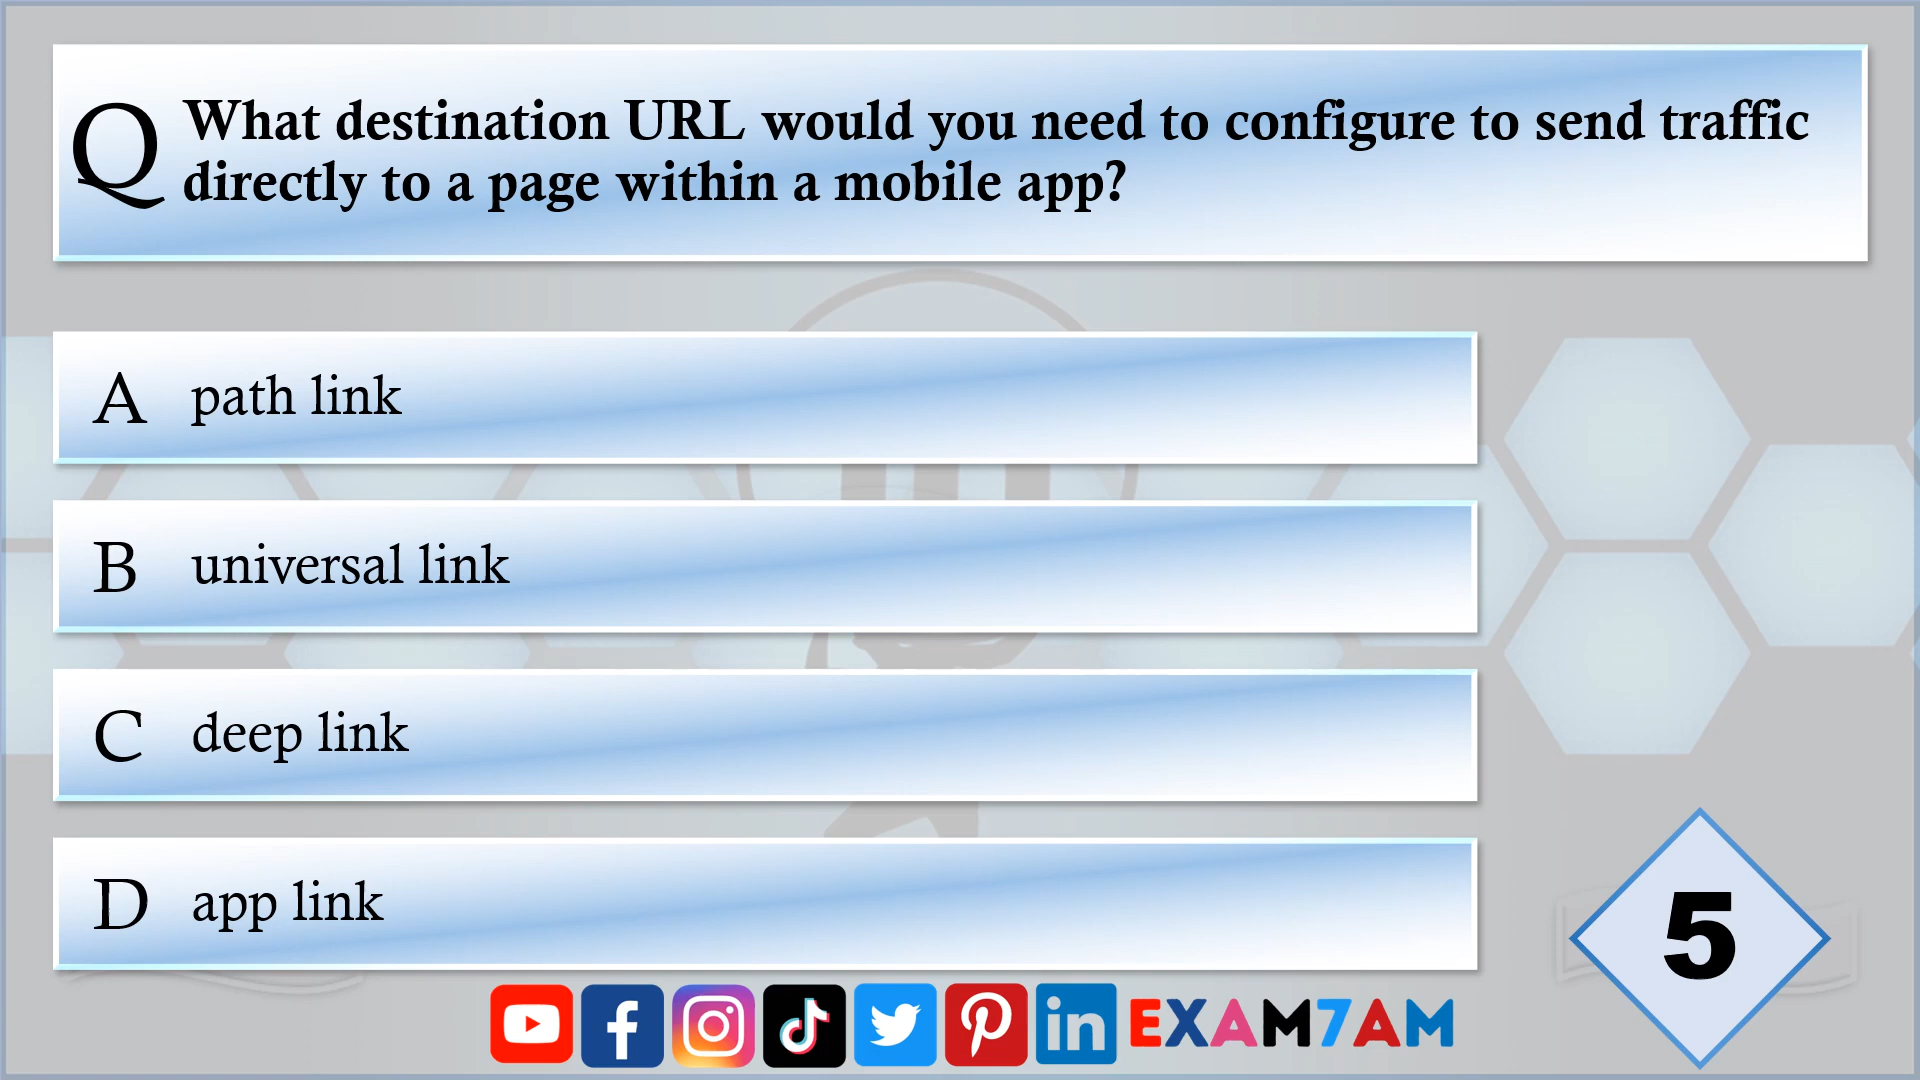 Q What destination URL would you need to configure to send traffic
directly to a page within a mobile app?
A path link
B universal link
C deep link
D app link
5
EXAM7AM